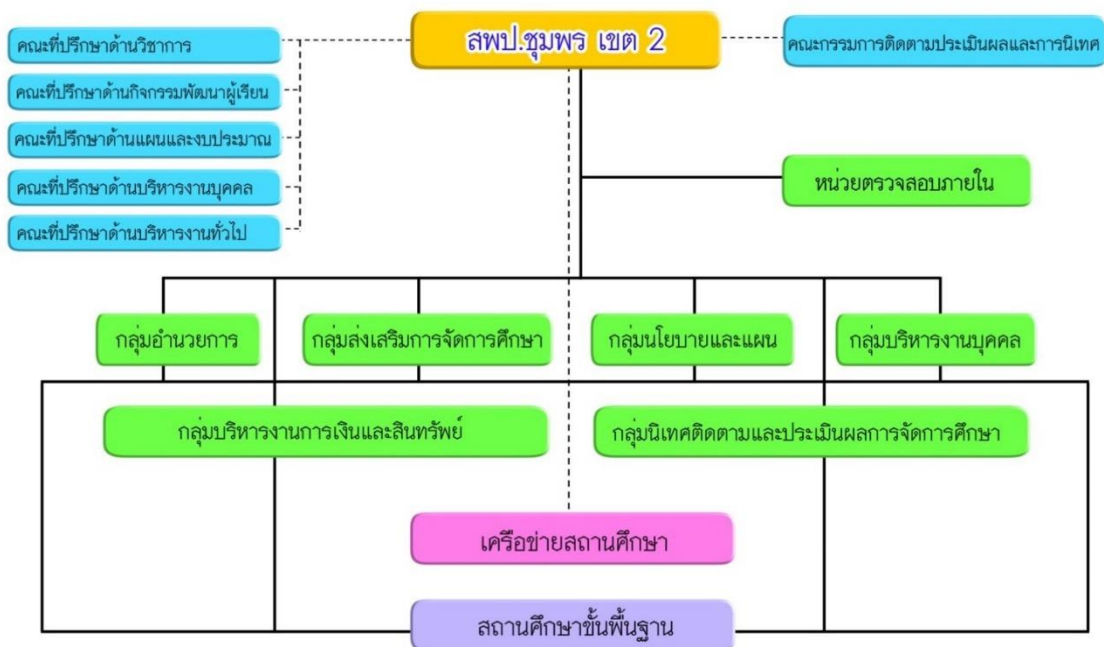 สพป.ชุมพร เขต 2
คณะที่ปรึกษาด้านวิชาการ
คณะกรรมการติดตามประเมินผลและการนิเทศ
คณะที่ปรึกษาด้านกิจกรรมพัฒนาผู้เรียน
คณะที่ปรึกษาด้านแผนและงบประมาณ
คณะที่ปรึกษาด้านบริหารงานบุคคล
คณะที่ปรึกษาด้านบริหารงานทั่วไป
หน่วยตรวจสอบภายใน
กลุ่มอำนวยการ
กลุ่มส่งเสริมการจัดการศึกษา
กลุ่มนโยบายและแผน
กลุ่มบริหารงานบุคคล
กลุ่มบริหารงานการเงินและสินทรัพย์
กลุ่มนิเทศติดตามและประเมินผลการจัดการศึกษา
เครือข่ายสถานศึกษา
สถานศึกษาขั้นพื้นฐาน